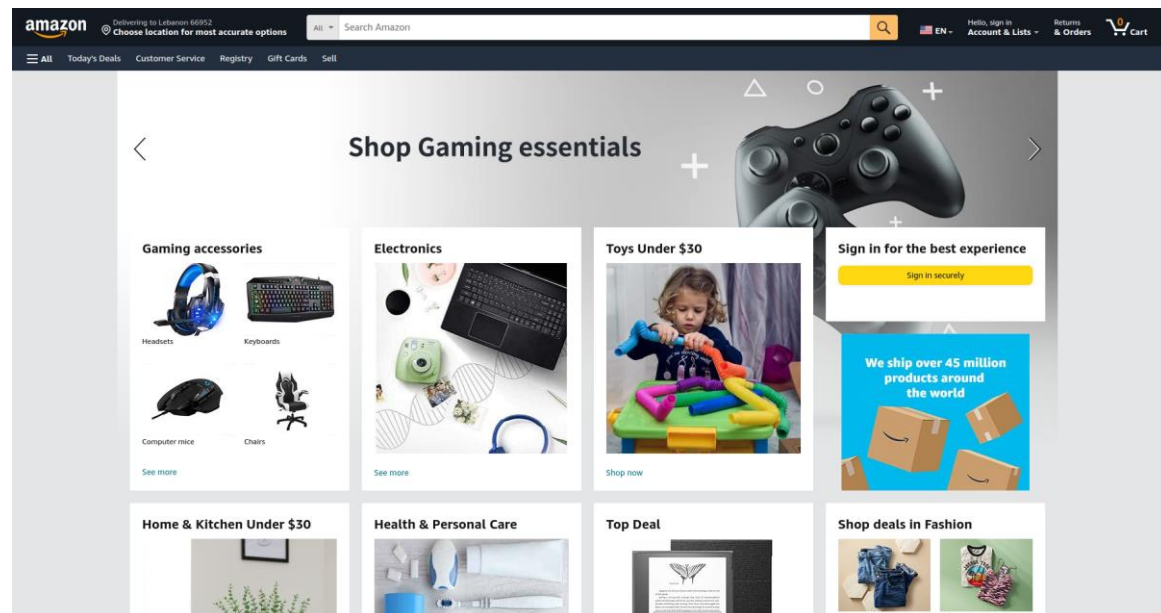 amazon
Delivering to Lebanon 66952
Choose location for most accurate options
All
Search Amazon
EN
Hello, sign in
Account & Lists
Returns
& Orders
0
Cart
All
Today's Deals
Customer Service
Registry
Gift Cards
Sell
Shop Gaming essentials
Gaming accessories
Headsets
Keyboards
Computer mice
Chairs
See more
Electronics
See more
Toys Under $30
Shop now
Sign in for the best experience
Sign in securely
We ship over 45 million
products around
the world
Home & Kitchen Under $30
Health & Personal Care
Top Deal
Shop deals in Fashion